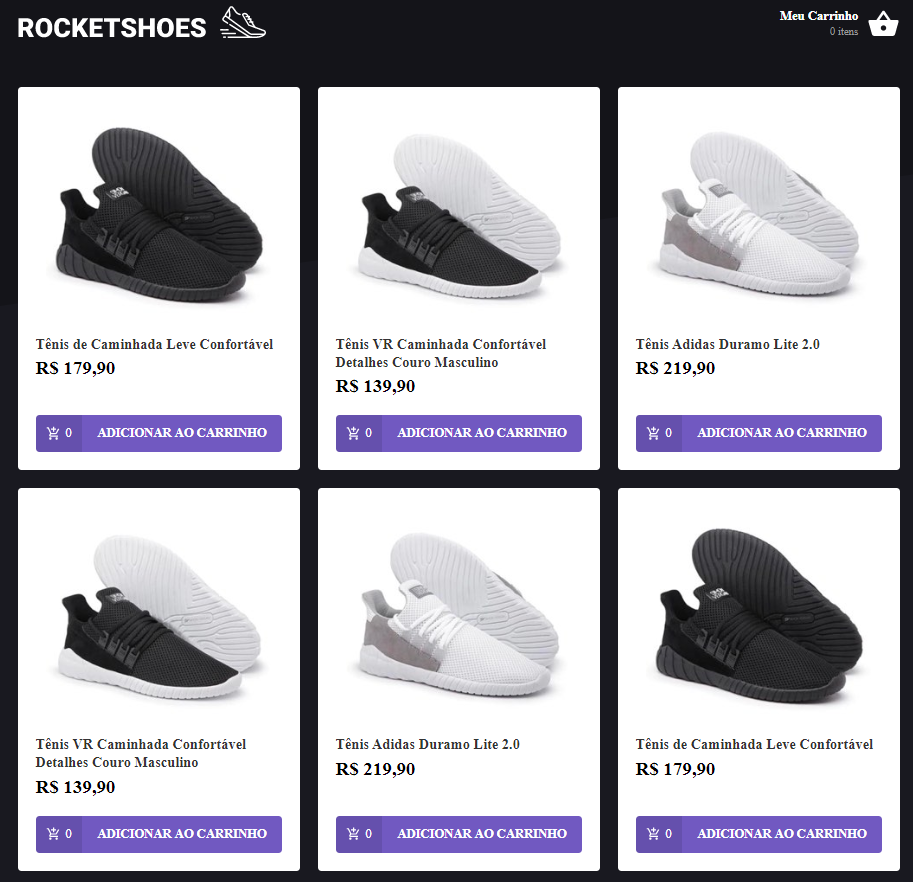 ROCKETSHOES
Meu Carrinho
0 itens
Tênis de Caminhada Leve Confortável
R$ 179,90
0 ADICIONAR AO CARRINHO
Tênis VR Caminhada Confortável
Detalhes Couro Masculino
R$ 139,90
0 ADICIONAR AO CARRINHO
Tênis Adidas Duramo Lite 2.0
R$ 219,90
0 ADICIONAR AO CARRINHO
Tênis VR Caminhada Confortável
Detalhes Couro Masculino
R$ 139,90
0 ADICIONAR AO CARRINHO
Tênis Adidas Duramo Lite 2.0
R$ 219,90
0 ADICIONAR AO CARRINHO
Tênis de Caminhada Leve Confortável
R$ 179,90
0 ADICIONAR AO CARRINHO